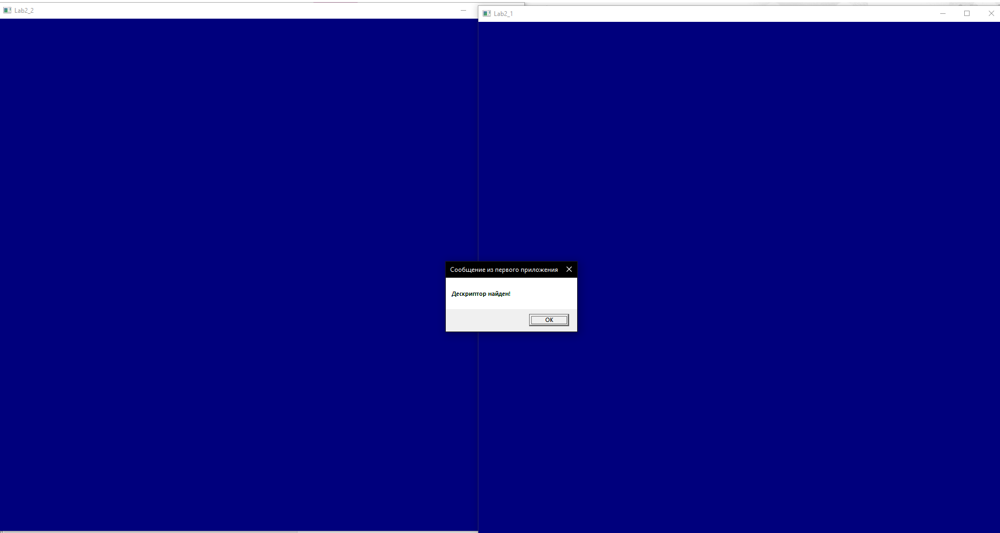 Lab2_2
Lab2_1
Сообщение из первого приложения
Дескриптор найден!
OK